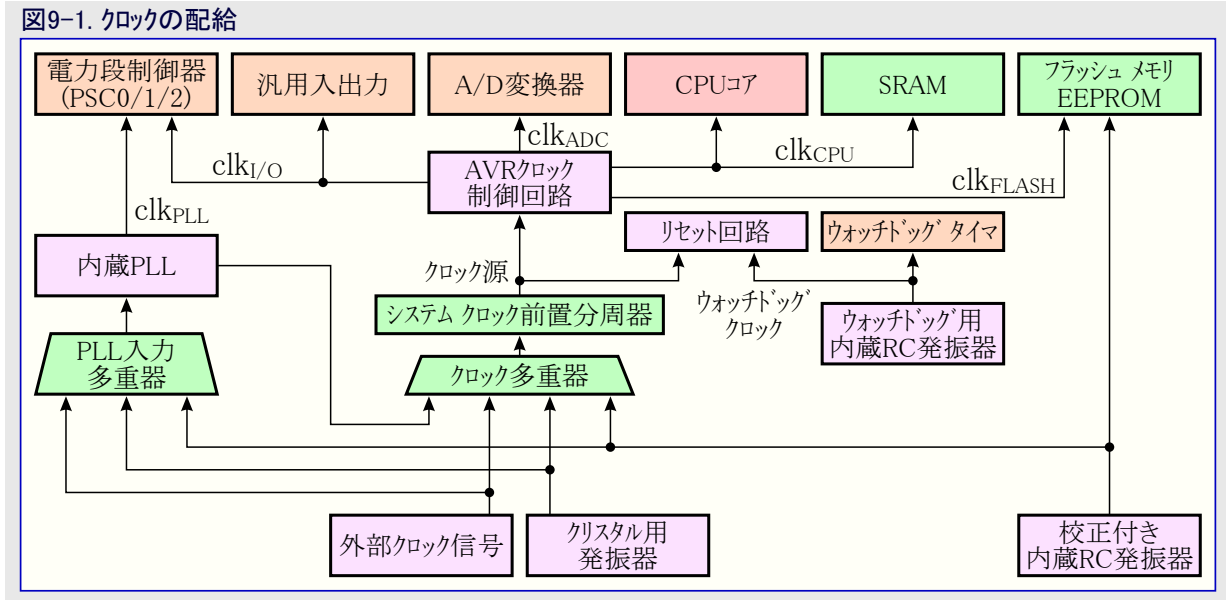 図9-1. クロックの配給
電力段制御器
(PSC0/1/2)
汎用入出力
A/D変換器
CPUコア
SRAM
フラッシュ メモリ
EEPROM
clkI/O
clkADC
clkCPU
clkFLASH
AVRクロック
制御回路
clkPLL
リセット回路
ウォッチドッグ タイマ
内蔵PLL
クロック源
ウォッチドッグ
クロック
システム クロック前置分周器
ウォッチドッグ用
内蔵RC発振器
PLL入力
多重器
クロック多重器
外部クロック信号
クリスタル用
発振器
校正付き
内蔵RC発振器